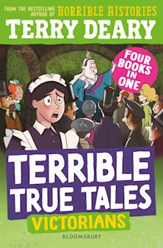 FROM THE BESTSELLING
AUTHOR OF HORRIBLE HISTORIES
TERRY DEARY
FOUR
BOOKS IN
ONE
TERRIBLE
TRUE TALES
VICTORIANS
BLOOMSBURY